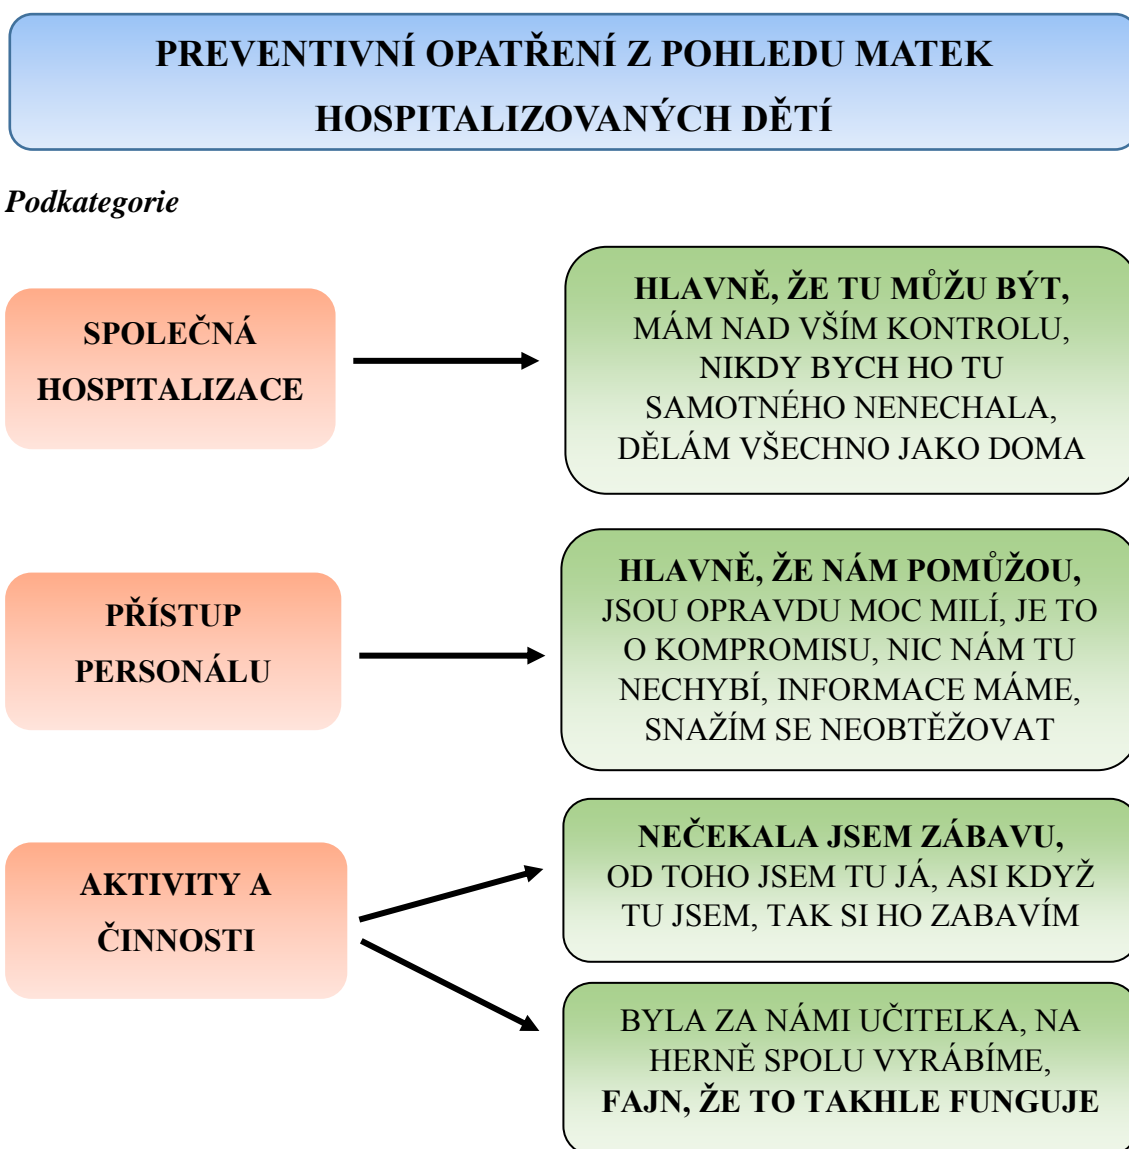 PREVENTIVNÍ OPATŘENÍ Z POHLEDU MATEK
HOSPITALIZOVANÝCH DĚTÍ
Podkategorie
SPOLEČNÁ
HOSPITALIZACE
HLAVNĚ, ŽE TU MŮŽU BÝT,
MÁM NAD VŠÍM KONTROLU,
NIKDY BYCH HO TU
SAMOTNÉHO NENECHALA,
DĚLÁM VŠECHNO JAKO DOMA
PŘÍSTUP
PERSONÁLU
HLAVNĚ, ŽE NÁM POMŮŽOU,
JSOU OPRAVDU MOC MILÍ, JE TO
O KOMPROMISU, NIC NÁM TU
NECHYBÍ, INFORMACE MÁME,
SNAŽÍM SE NEOBTĚŽOVAT
AKTIVITY A
ČINNOSTI
NEČEKALA JSEM ZÁBAVU,
OD TOHO JSEM TU JÁ, ASI KDYŽ
TU JSEM, TAK SI HO ZABAVÍM
BYLA ZA NÁMI UČITELKA, NA
HERNĚ SPOLU VYRÁBÍME,
FAJN, ŽE TO TAKHLE FUNGUJE